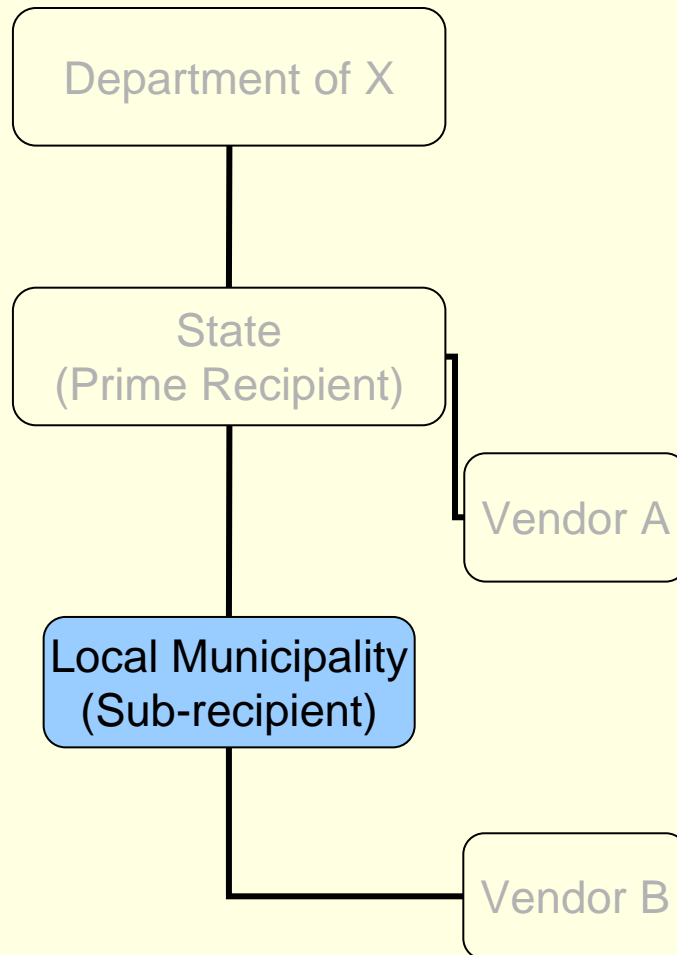 Department of X
State
(Prime Recipient)
Vendor A
Local Municipality
(Sub-recipient)
Vendor B